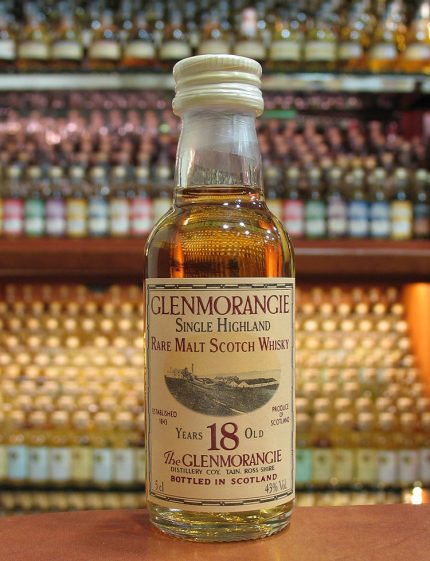 GLENMORANGIE
SINGLE HIGHLAND
RARE MALT SCOTCH WHISKY
ESTABLISHED
1843
PRODUCE
OF
SCOTLAND
YEARS 18 OLD
The GLENMORANGIE
DISTILLERY COY. TAIN, ROSS SHIRE
BOTTLED IN SCOTLAND
5cl 43% Vol